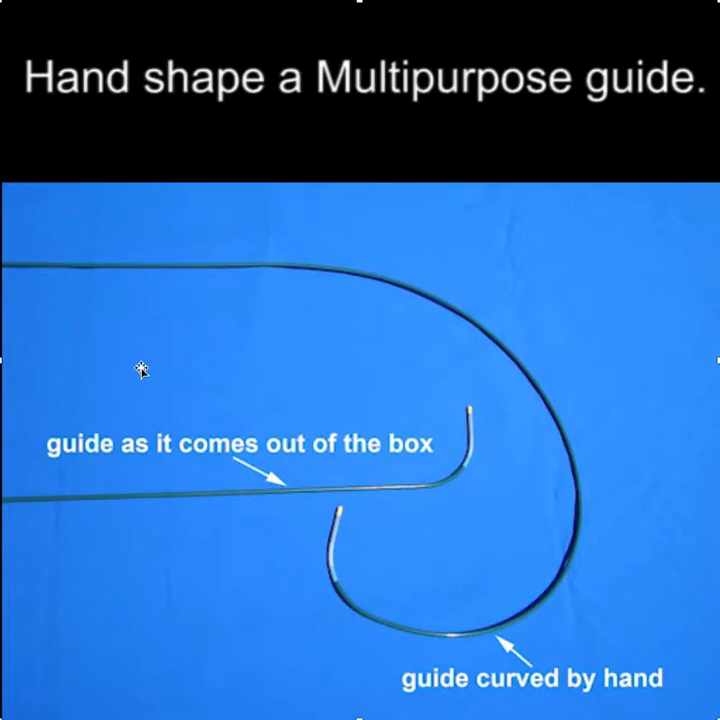 Hand shape a Multipurpose guide.
guide as it comes out of the box
guide curved by hand